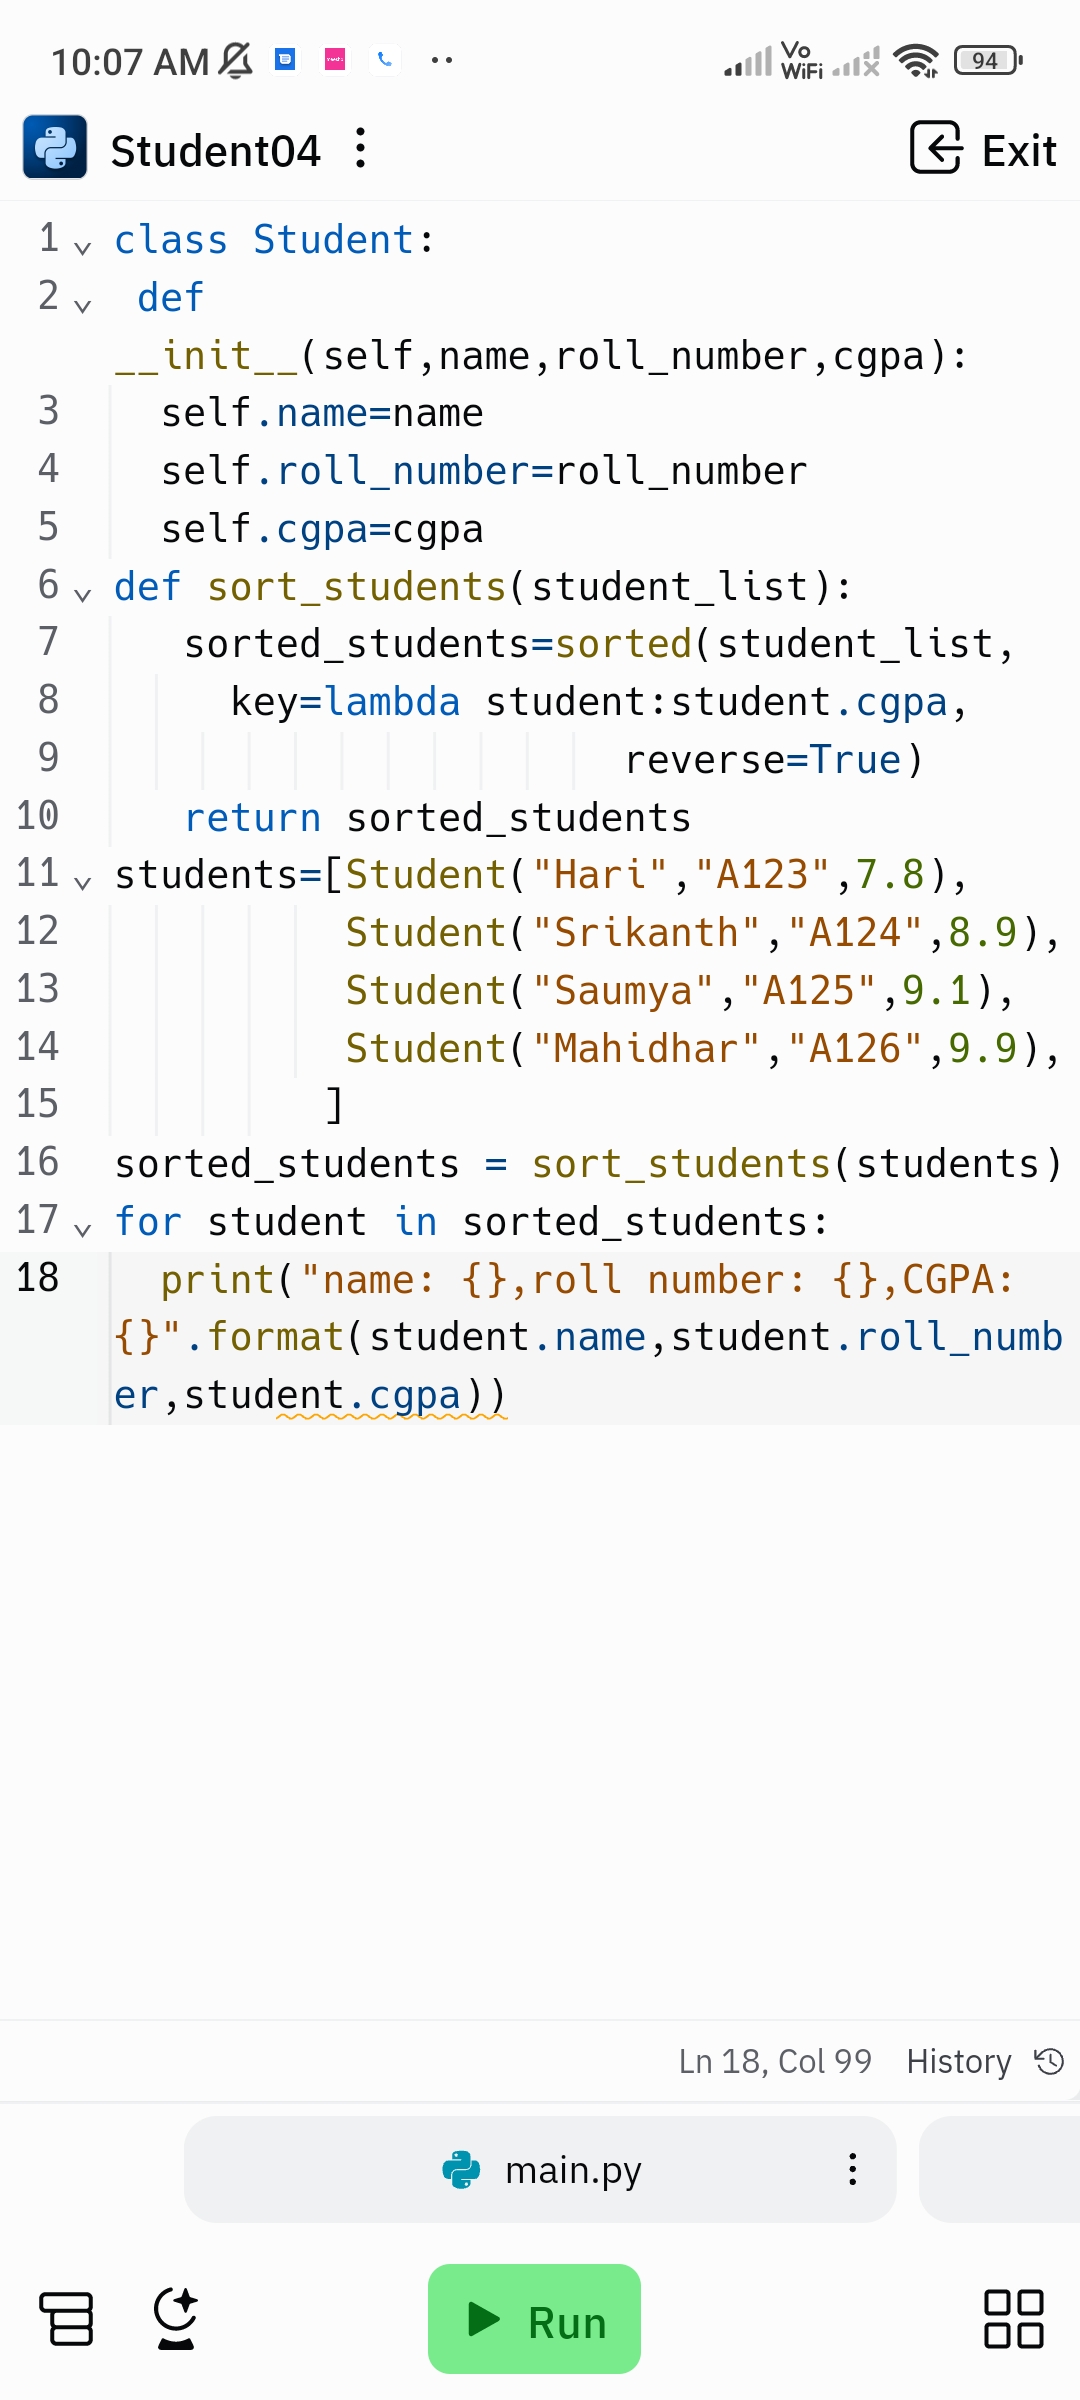 10:07 AM
Vo WiFi
94
Student04
Exit
1 class Student:
2 def
__init__(self,name,roll_number,cgpa):
3 self.name=name
4 self.roll_number=roll_number
5 self.cgpa=cgpa
6 def sort_students(student_list):
7 sorted_students=sorted(student_list,
8 key=lambda student:student.cgpa,
9 reverse=True)
10 return sorted_students
11 students=[Student("Hari","A123",7.8),
12 Student("Srikanth","A124",8.9),
13 Student("Saumya","A125",9.1),
14 Student("Mahidhar","A126",9.9),
15 ]
16 sorted_students = sort_students(students)
17 for student in sorted_students:
18 print("name: {},roll number: {},CGPA:
{}".format(student.name,student.roll_numb
er,student.cgpa))
Ln 18, Col 99 History
main.py
Run